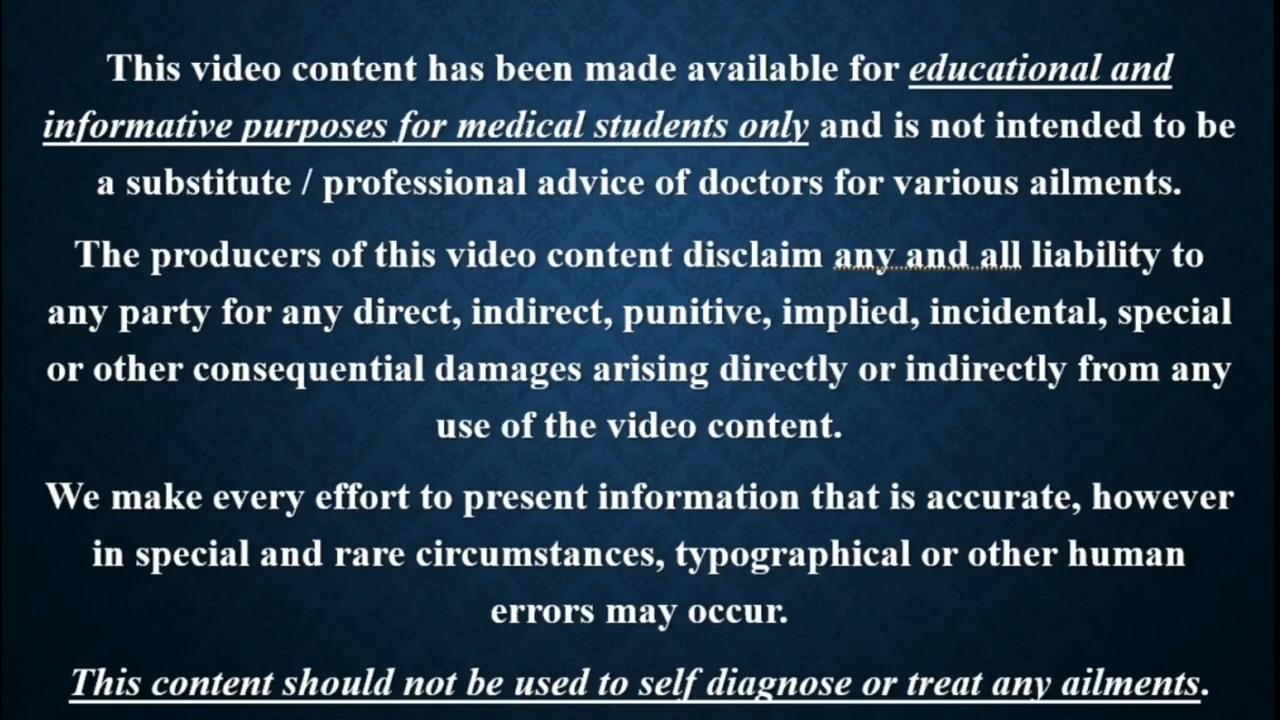 This video content has been made available for educational and
informative purposes for medical students only and is not intended to be
a substitute / professional advice of doctors for various ailments.
The producers of this video content disclaim any and all liability to
any party for any direct, indirect, punitive, implied, incidental, special
or other consequential damages arising directly or indirectly from any
use of the video content.
We make every effort to present information that is accurate, however
in special and rare circumstances, typographical or other human
errors may occur.
This content should not be used to self diagnose or treat any ailments.